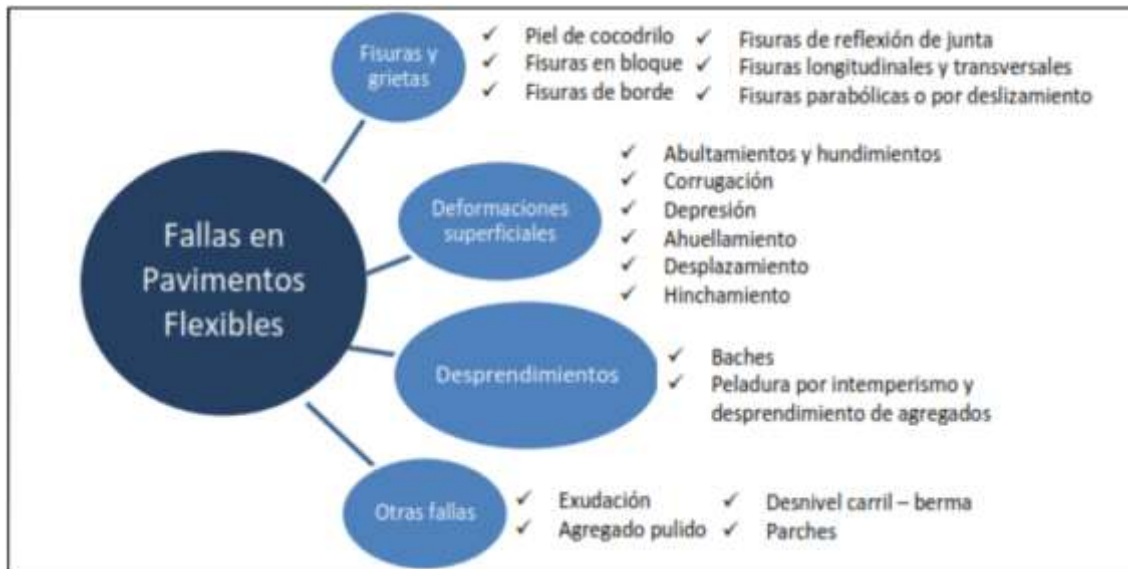 Fallas en
Pavimentos
Flexibles
Fisuras y
grietas
✓ Piel de cocodrilo
✓ Fisuras en bloque
✓ Fisuras de borde
✓ Fisuras de reflexión de junta
✓ Fisuras longitudinales y transversales
✓ Fisuras parabólicas o por deslizamiento
Deformaciones
superficiales
✓ Abultamientos y hundimientos
✓ Corrugación
✓ Depresión
✓ Ahuellamiento
✓ Desplazamiento
✓ Hinchamiento
Desprendimientos
✓ Baches
✓ Peladura por intemperismo y
desprendimiento de agregados
Otras fallas
✓ Exudación
✓ Agregado pulido
✓ Desnivel carril – berma
✓ Parches